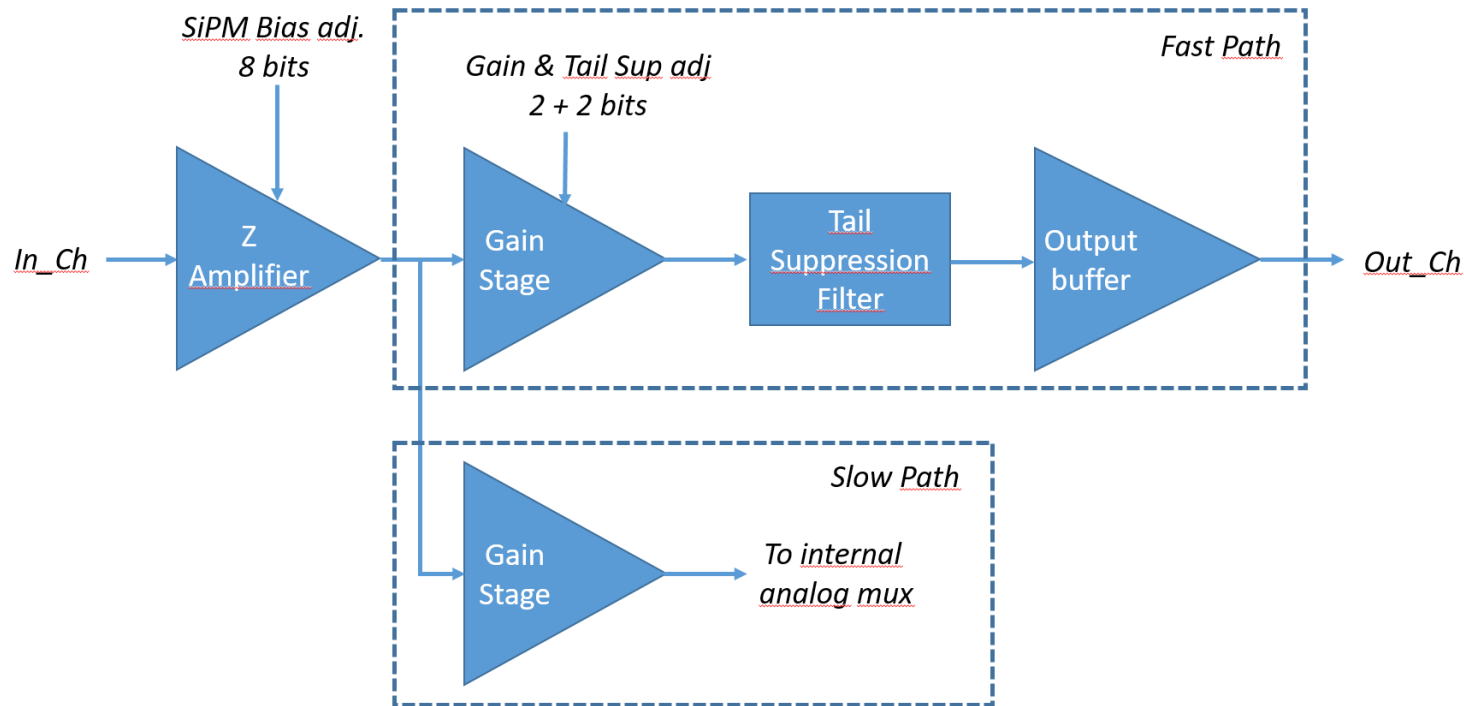 SiPM Bias adj.
8 bits
Fast Path
Gain & Tail Sup adj
2 + 2 bits
In_Ch
Z
Amplifier
Gain
Stage
Tail
Suppression
Filter
Output
buffer
Out_Ch
Slow Path
Gain
Stage
To internal
analog mux